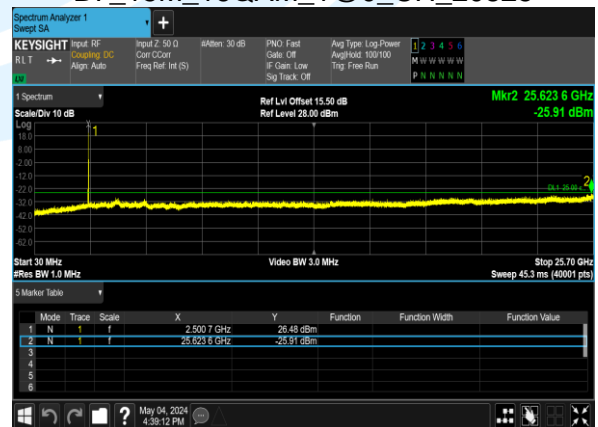 Spectrum Analyzer 1
Swept SA
+
KEYSIGHT
RLT
LV
Input: RF
Coupling: DC
Align: Auto
Input Z: 50 Ω
Corr CCorr
Freq Ref: Int (S)
#Atten: 30 dB
PNO: Fast
Gate: Off
IF Gain: Low
Sig Track: Off
Avg Type: Log-Power
Avg|Hold: 100/100
Trig: Free Run
1 2 3 4 5 6
M W W W W W
P N N N N N
1 Spectrum
Scale/Div 10 dB
Ref Lvl Offset 15.50 dB
Ref Level 28.00 dBm
Mkr2 25.623 6 GHz
-25.91 dBm
Log
18.0
8.00
-2.00
-12.0
-22.0
-32.0
-42.0
-52.0
-62.0
1
2
Start 30 MHz
#Res BW 1.0 MHz
Video BW 3.0 MHz
Stop 25.70 GHz
Sweep 45.3 ms (40001 pts)
5 Marker Table
Mode Trace Scale X Y Function Function Width Function Value
1 N 1 f 2.500 7 GHz 26.48 dBm
2 N 1 f 25.623 6 GHz -25.91 dBm
3
4
5
6
?
May 04, 2024
4:39:12 PM